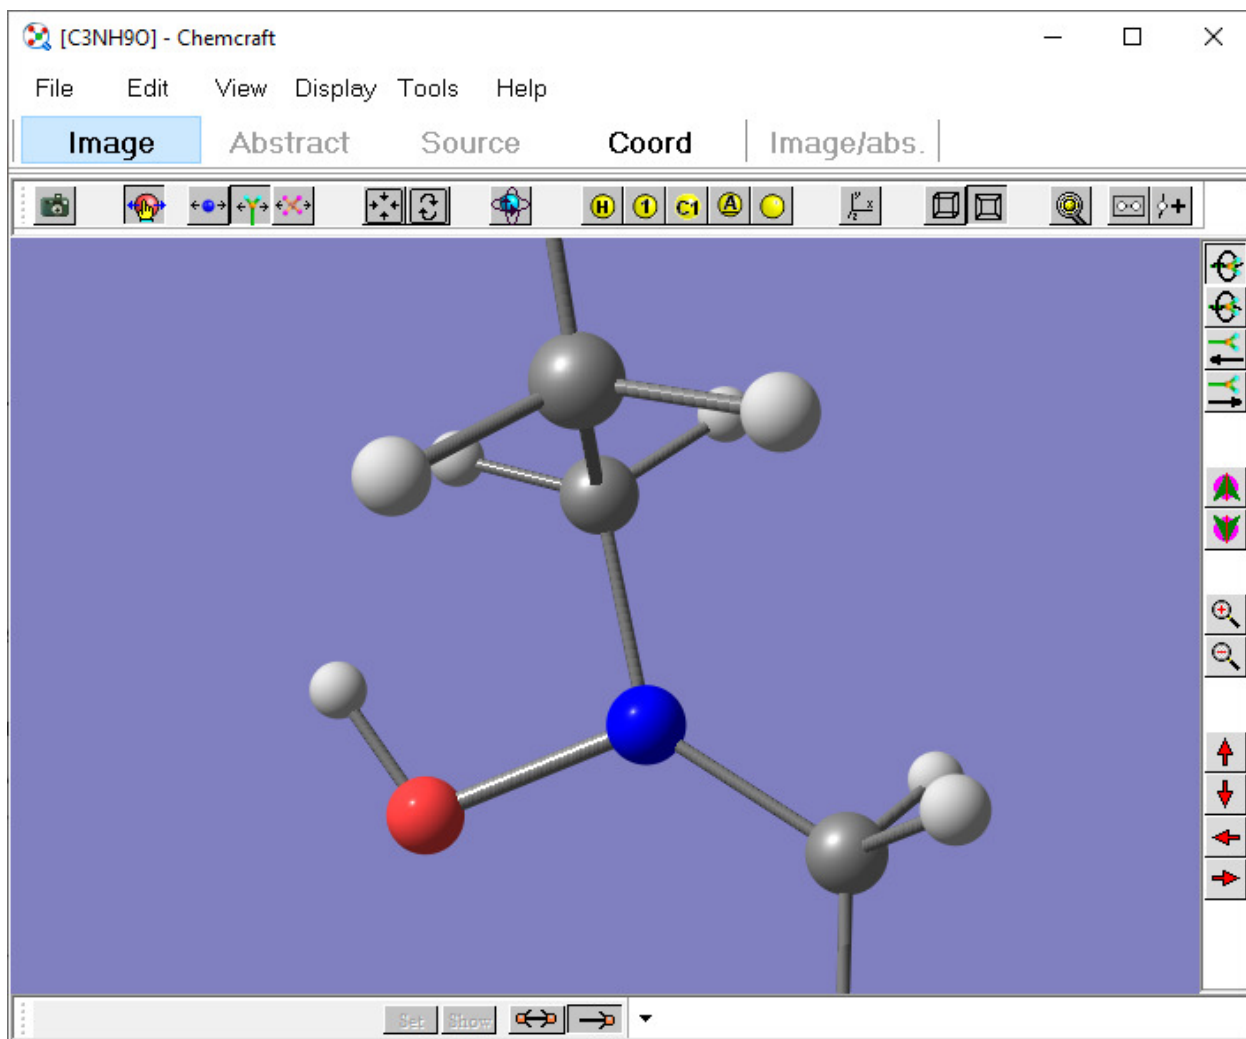 [C3NH9O] - Chemcraft
File Edit View Display Tools Help
Image Abstract Source Coord Image/abs.
H 1 C1 A
y x z
Set Show